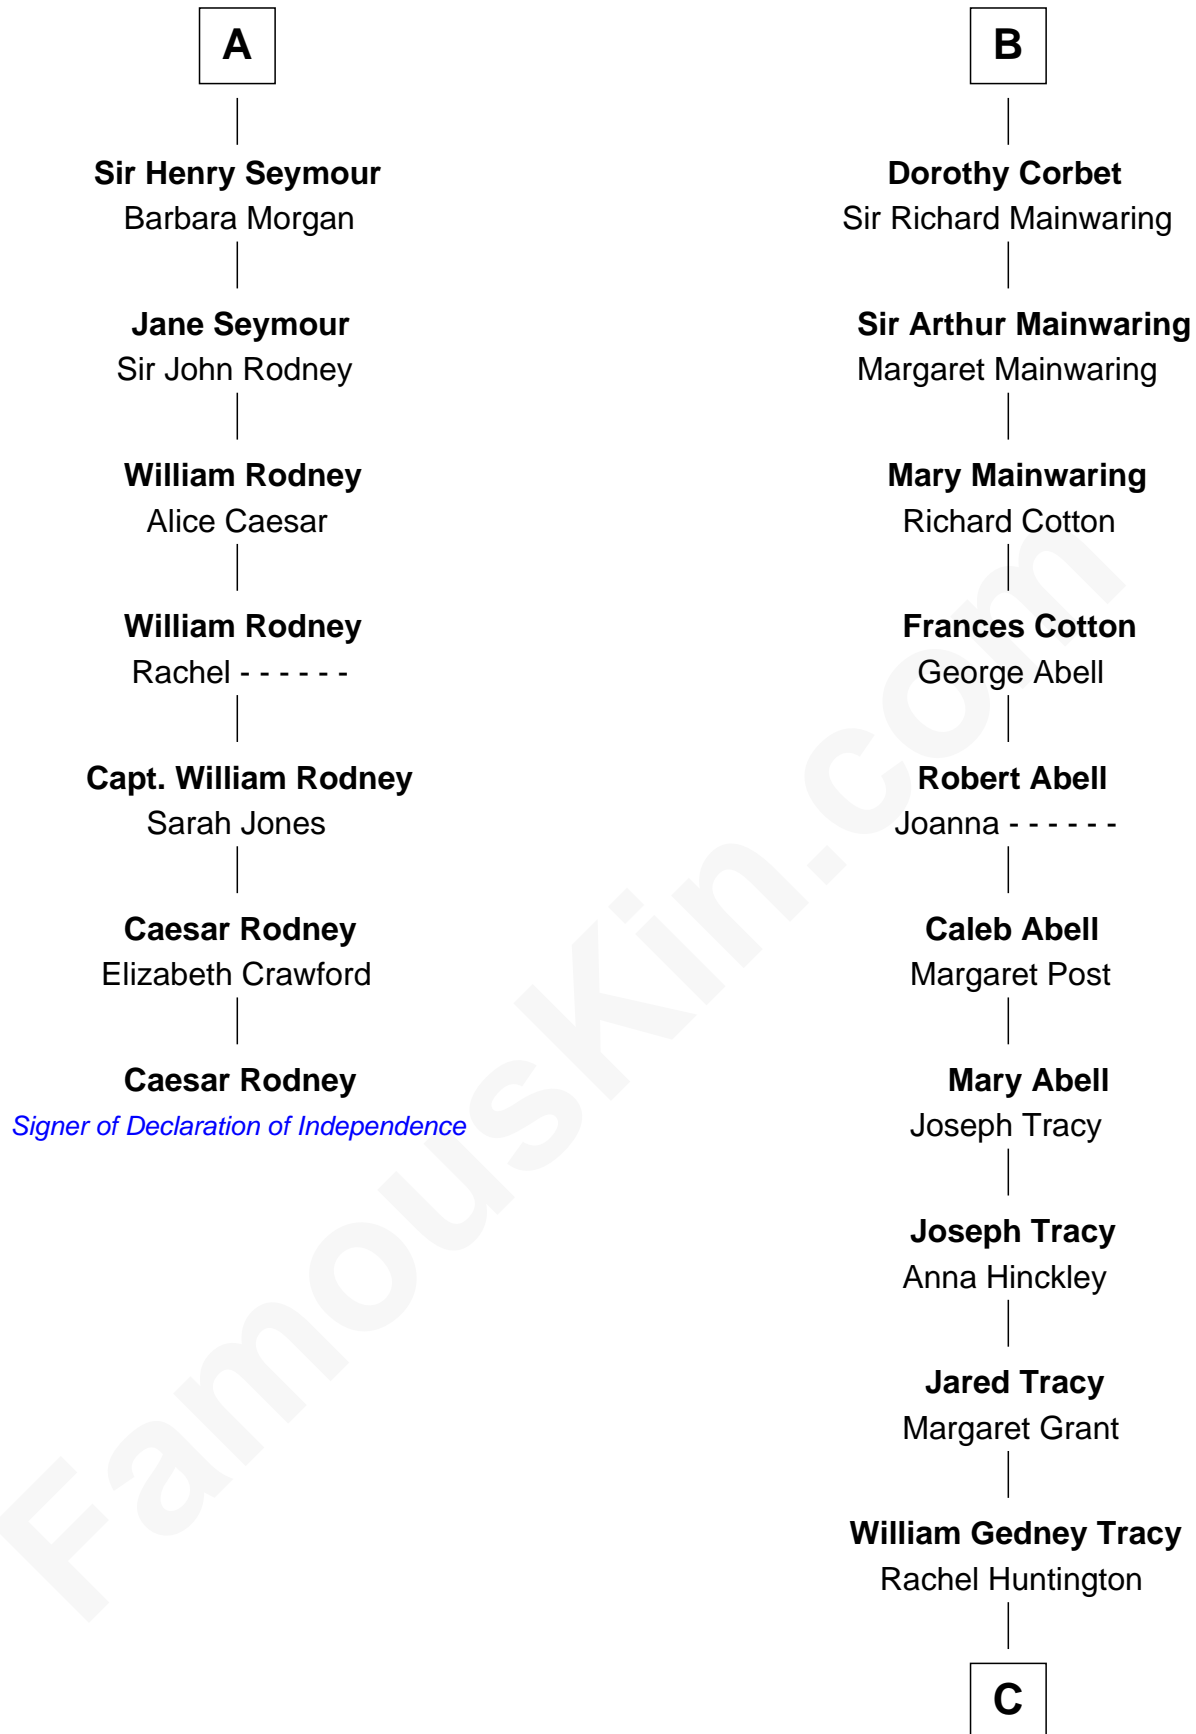 A
Sir Henry Seymour
Barbara Morgan
Jane Seymour
Sir John Rodney
William Rodney
Alice Caesar
William Rodney
Rachel - - - - - -
Capt. William Rodney
Sarah Jones
Caesar Rodney
Elizabeth Crawford
Caesar Rodney
Signer of Declaration of Independence
B
Dorothy Corbet
Sir Richard Mainwaring
Sir Arthur Mainwaring
Margaret Mainwaring
Mary Mainwaring
Richard Cotton
Frances Cotton
George Abell
Robert Abell
Joanna - - - - - -
Caleb Abell
Margaret Post
Mary Abell
Joseph Tracy
Joseph Tracy
Anna Hinckley
Jared Tracy
Margaret Grant
William Gedney Tracy
Rachel Huntington
C
FamousKin.com